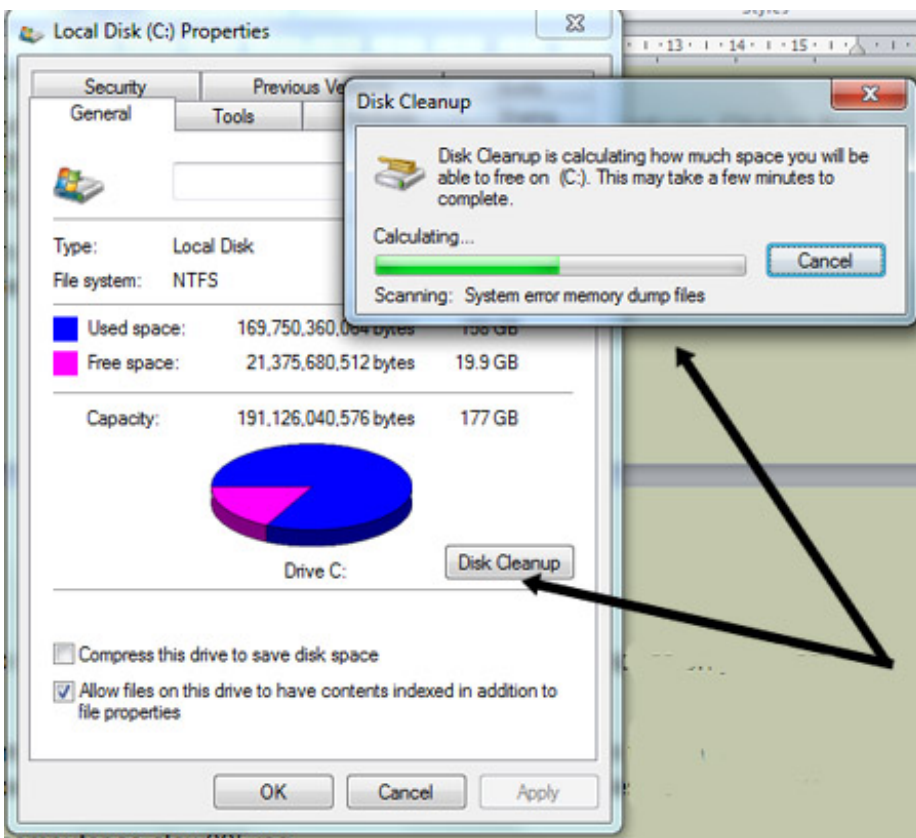 Local Disk (C:) Properties
13 · 14 · 15
Security
Previous Ve
General
Tools
Disk Cleanup
Disk Cleanup is calculating how much space you will be
able to free on (C:). This may take a few minutes to
complete.
Calculating...
Cancel
Scanning: System error memory dump files
Type: Local Disk
File system: NTFS
Used space: 169,750,360,064 bytes 158 GB
Free space: 21,375,680,512 bytes 19.9 GB
Capacity: 191,126,040,576 bytes 177 GB
Drive C:
Disk Cleanup
Compress this drive to save disk space
Allow files on this drive to have contents indexed in addition to
file properties
OK
Cancel
Apply